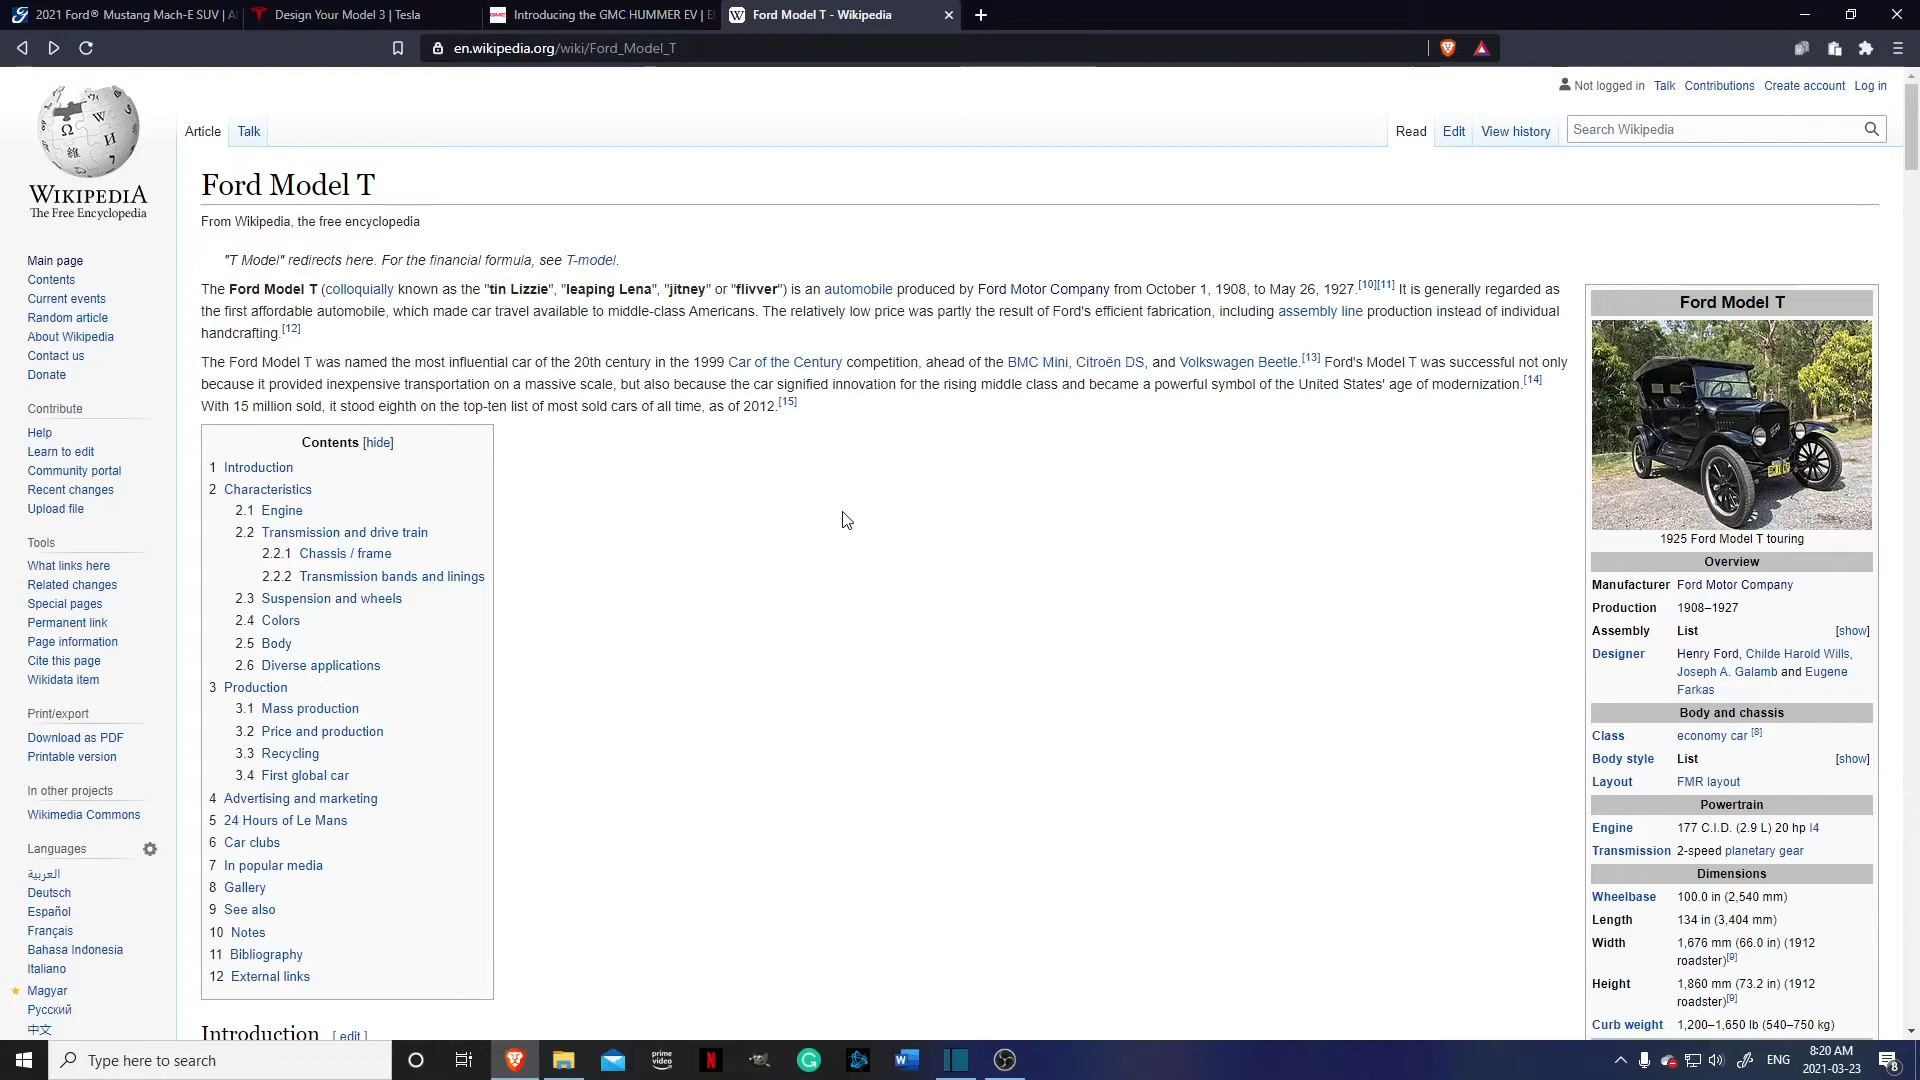 2021 Ford® Mustang Mach-E SUV | A
Design Your Model 3 | Tesla
Introducing the GMC HUMMER EV | E
Ford Model T - Wikipedia
en.wikipedia.org/wiki/Ford_Model_T
Not logged in Talk Contributions Create account Log in
Article Talk
Read Edit View history
Search Wikipedia
WIKIPEDIA
The Free Encyclopedia
Main page
Contents
Current events
Random article
About Wikipedia
Contact us
Donate
Contribute
Help
Learn to edit
Community portal
Recent changes
Upload file
Tools
What links here
Related changes
Special pages
Permanent link
Page information
Cite this page
Wikidata item
Print/export
Download as PDF
Printable version
In other projects
Wikimedia Commons
Languages
العربية
Deutsch
Español
Français
Bahasa Indonesia
Italiano
Magyar
Русский
中文
Ford Model T
From Wikipedia, the free encyclopedia
"T Model" redirects here. For the financial formula, see T-model.
The Ford Model T (colloquially known as the "tin Lizzie", "leaping Lena", "jitney" or "flivver") is an automobile produced by Ford Motor Company from October 1, 1908, to May 26, 1927.[10][11] It is generally regarded as
the first affordable automobile, which made car travel available to middle-class Americans. The relatively low price was partly the result of Ford's efficient fabrication, including assembly line production instead of individual
handcrafting.[12]
The Ford Model T was named the most influential car of the 20th century in the 1999 Car of the Century competition, ahead of the BMC Mini, Citroën DS, and Volkswagen Beetle.[13] Ford's Model T was successful not only
because it provided inexpensive transportation on a massive scale, but also because the car signified innovation for the rising middle class and became a powerful symbol of the United States' age of modernization.[14]
With 15 million sold, it stood eighth on the top-ten list of most sold cars of all time, as of 2012.[15]
Contents [hide]
1 Introduction
2 Characteristics
2.1 Engine
2.2 Transmission and drive train
2.2.1 Chassis / frame
2.2.2 Transmission bands and linings
2.3 Suspension and wheels
2.4 Colors
2.5 Body
2.6 Diverse applications
3 Production
3.1 Mass production
3.2 Price and production
3.3 Recycling
3.4 First global car
4 Advertising and marketing
5 24 Hours of Le Mans
6 Car clubs
7 In popular media
8 Gallery
9 See also
10 Notes
11 Bibliography
12 External links
Introduction [ edit ]
Ford Model T
1925 Ford Model T touring
Overview
Manufacturer Ford Motor Company
Production 1908–1927
Assembly List [show]
Designer Henry Ford, Childe Harold Wills,
Joseph A. Galamb and Eugene
Farkas
Body and chassis
Class economy car [8]
Body style List [show]
Layout FMR layout
Powertrain
Engine 177 C.I.D. (2.9 L) 20 hp I4
Transmission 2-speed planetary gear
Dimensions
Wheelbase 100.0 in (2,540 mm)
Length 134 in (3,404 mm)
Width 1,676 mm (66.0 in) (1912
roadster)[9]
Height 1,860 mm (73.2 in) (1912
roadster)[9]
Curb weight 1,200–1,650 lb (540–750 kg)
Type here to search
prime
video
ENG
8:20 AM
2021-03-23
8